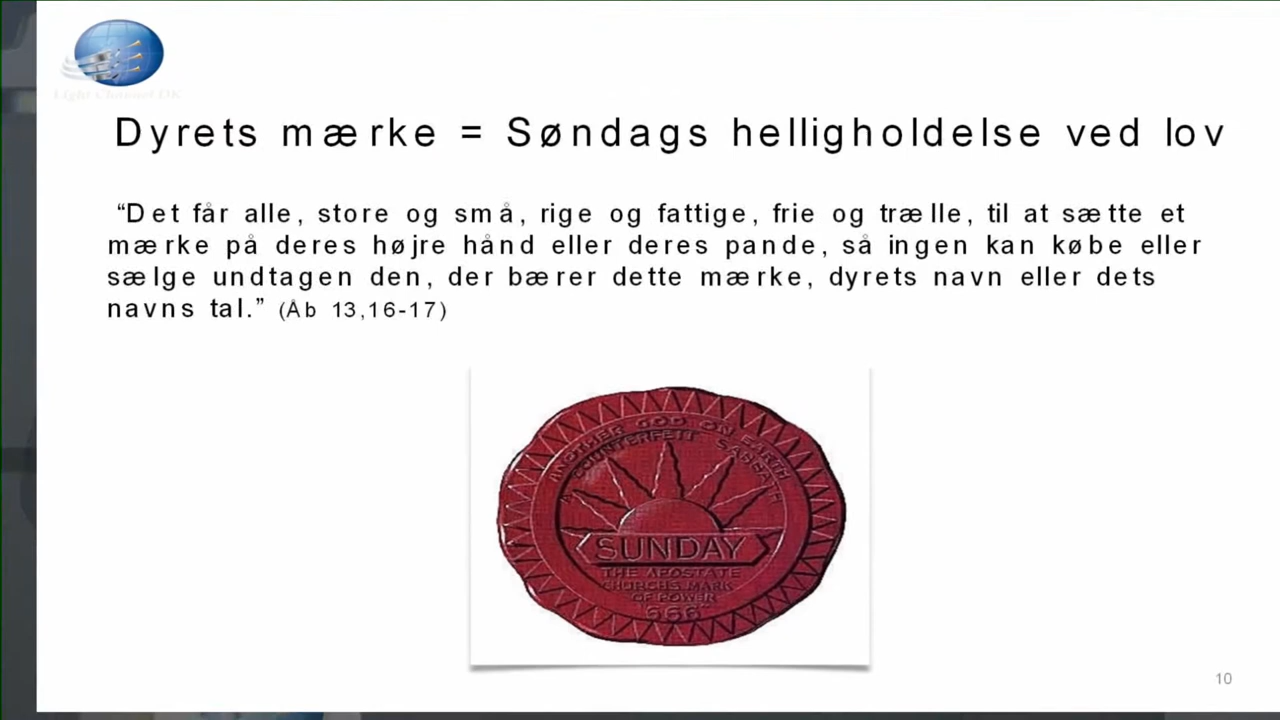 Light Channel DK
Dyrets mærke = Søndags helligholdelse ved lov
“Det får alle, store og små, rige og fattige, frie og trælle, til at sætte et
mærke på deres højre hånd eller deres pande, så ingen kan købe eller
sælge undtagen den, der bærer dette mærke, dyrets navn eller dets
navns tal.” (Åb 13,16-17)
ANOTHER GOD ON EARTH
A COUNTERFEIT SABBATH
SUNDAY
THE APOSTATE
CHURCHS MARK
OF POWER
"666"
10